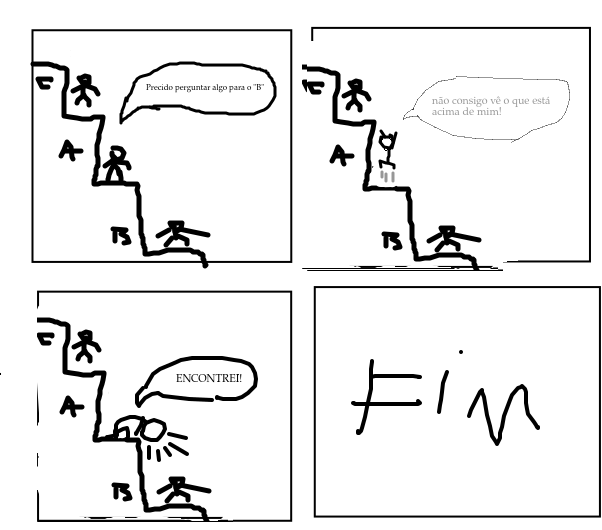 Precido perguntar algo para o "B"
E
A
B
não consigo vê o que está
acima de mim!
E
A
B
ENCONTREI!
E
A
B
Fim